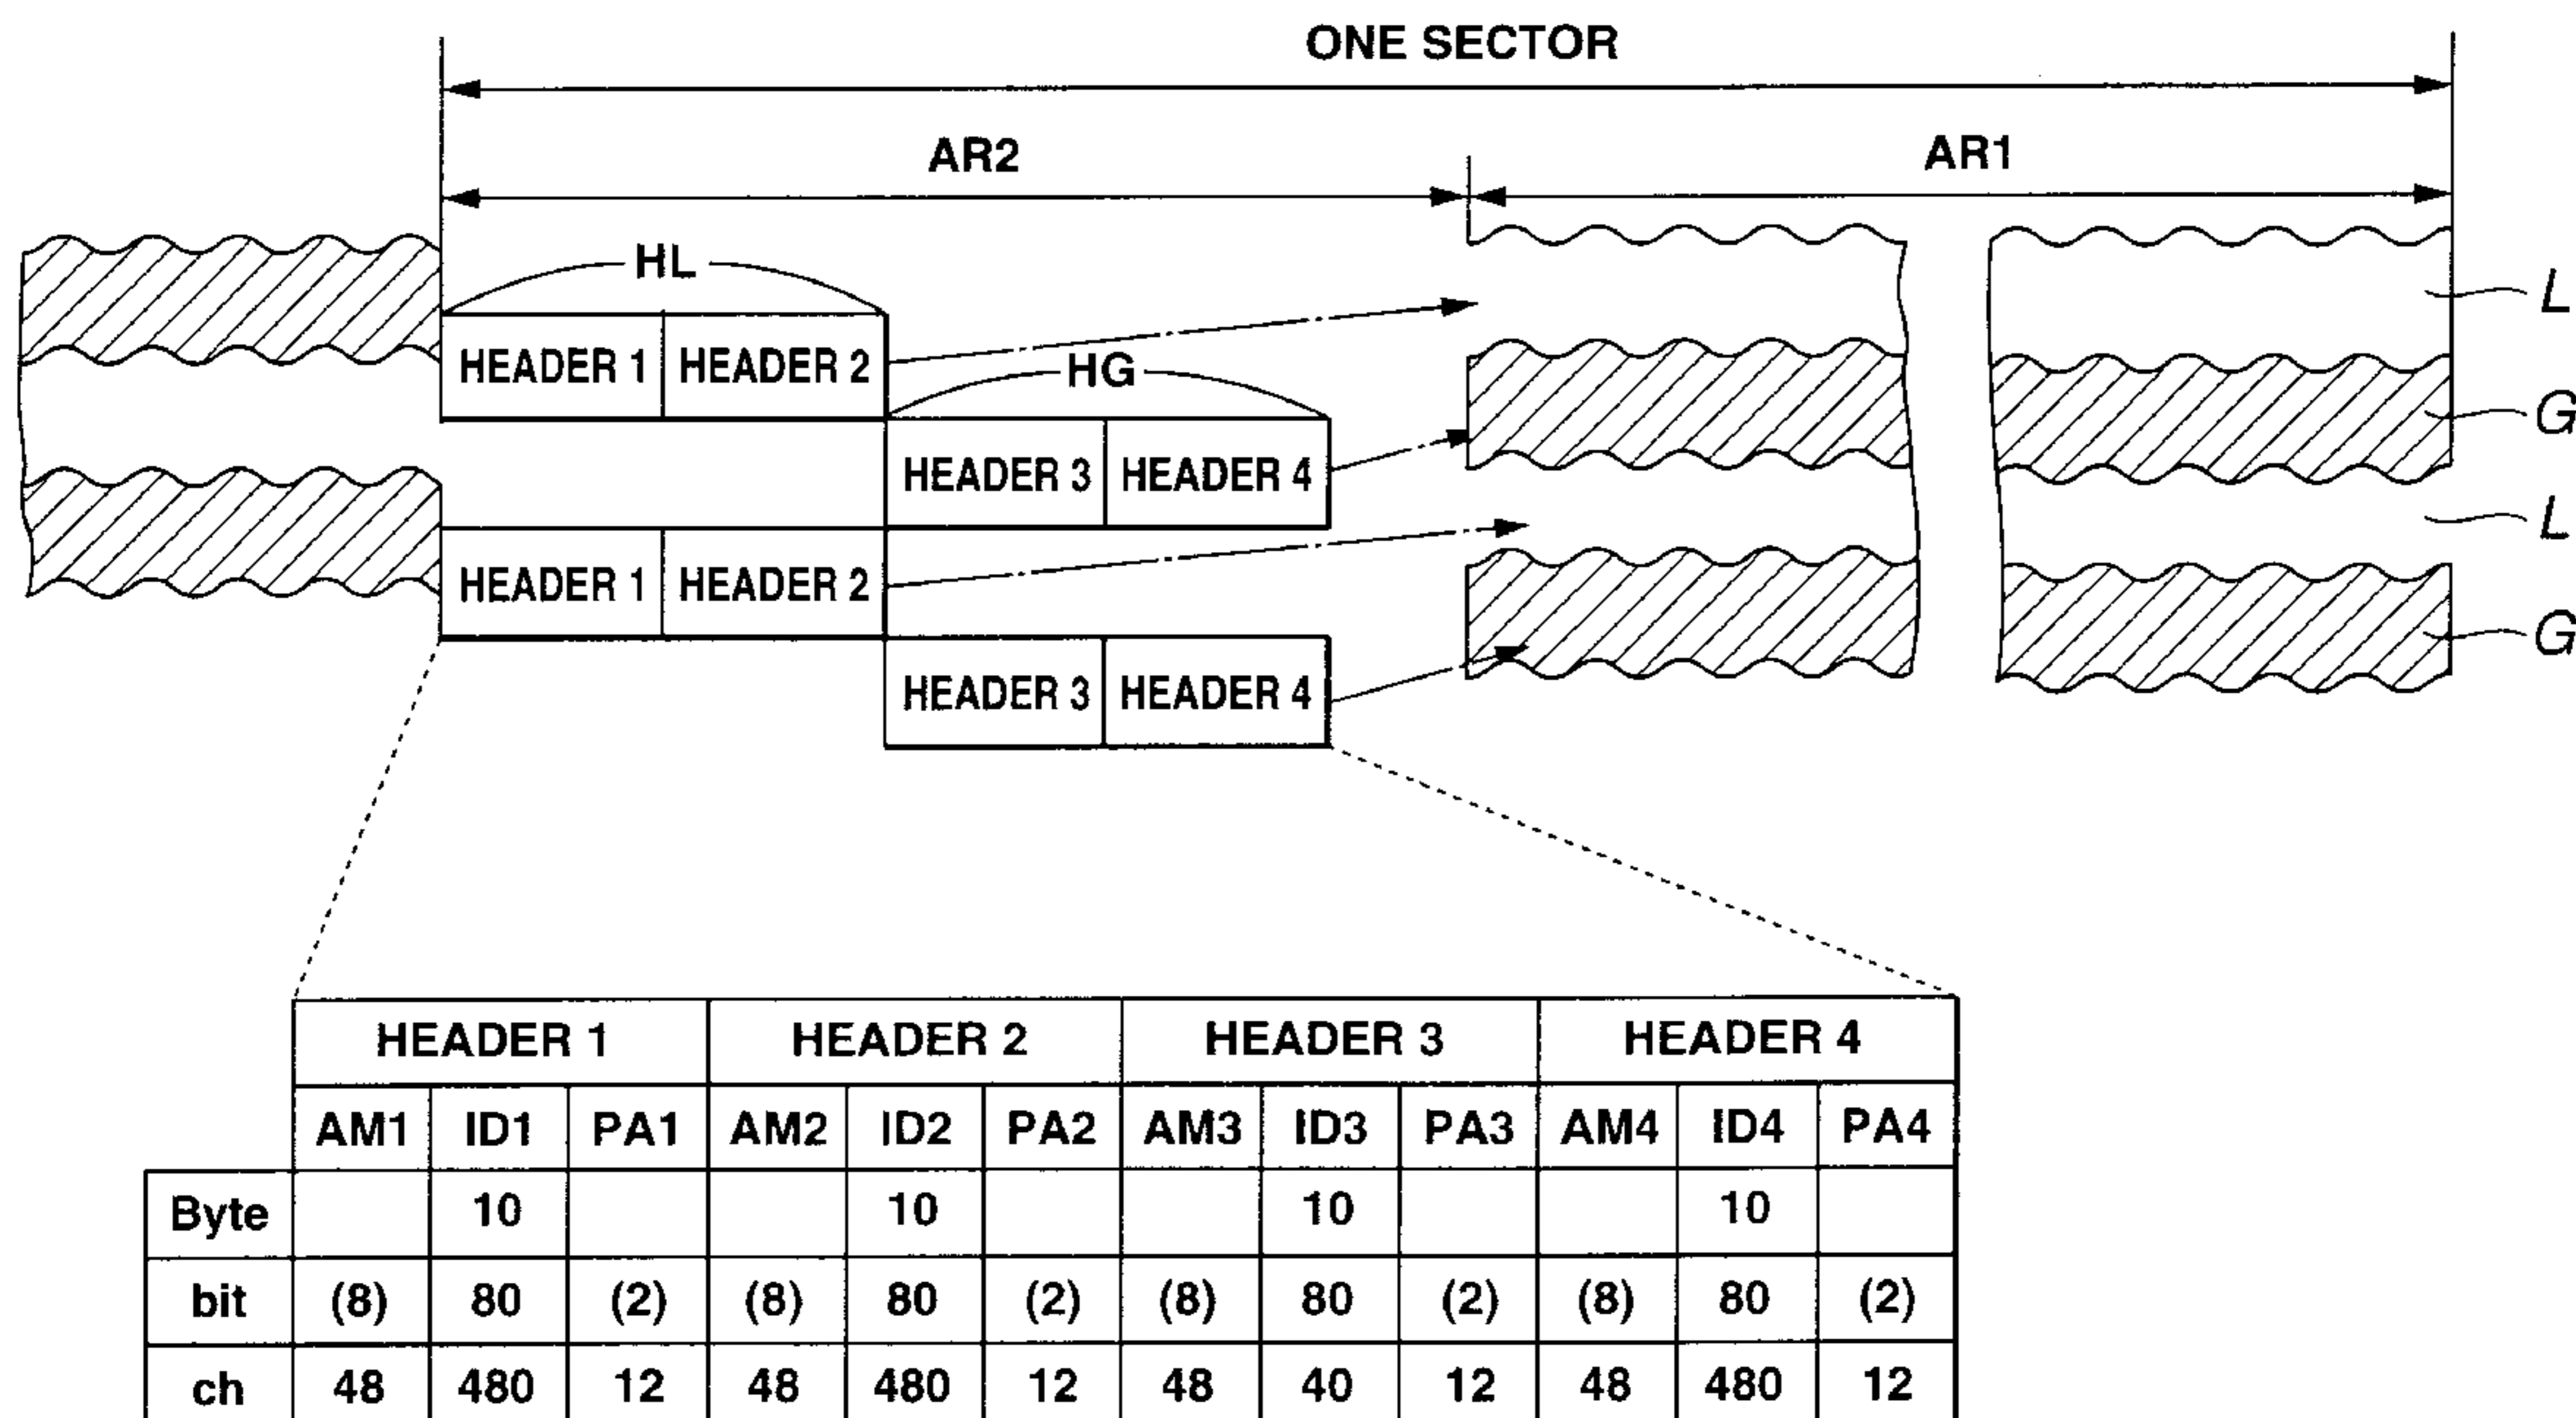 ONE SECTOR
AR2 AR1
HL
L
HEADER 1 HEADER 2
HG
G
HEADER 3 HEADER 4
L
HEADER 1 HEADER 2
G
HEADER 3 HEADER 4
HEADER 1 HEADER 2 HEADER 3 HEADER 4
AM1 ID1 PA1 AM2 ID2 PA2 AM3 ID3 PA3 AM4 ID4 PA4
Byte 10 10 10 10
bit (8) 80 (2) (8) 80 (2) (8) 80 (2) (8) 80 (2)
ch 48 480 12 48 480 12 48 40 12 48 480 12